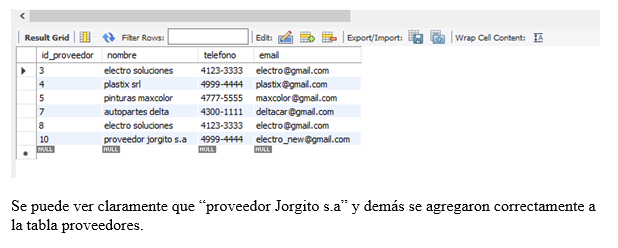 Result Grid Filter Rows: Edit: Export/Import: Wrap Cell Content:
id_proveedor nombre telefono email
3 electro soluciones 4123-3333 electro@gmail.com
4 plastix srl 4999-4444 plastix@gmail.com
5 pinturas maxcolor 4777-5555 maxcolor@gmail.com
7 autopartes delta 4300-1111 deltacar@gmail.com
8 electro soluciones 4123-3333 electro@gmail.com
10 proveedor jorgito s.a 4999-4444 electro_new@gmail.com
NULL NULL NULL NULL
Se puede ver claramente que “proveedor Jorgito s.a” y demás se agregaron correctamente a
la tabla proveedores.